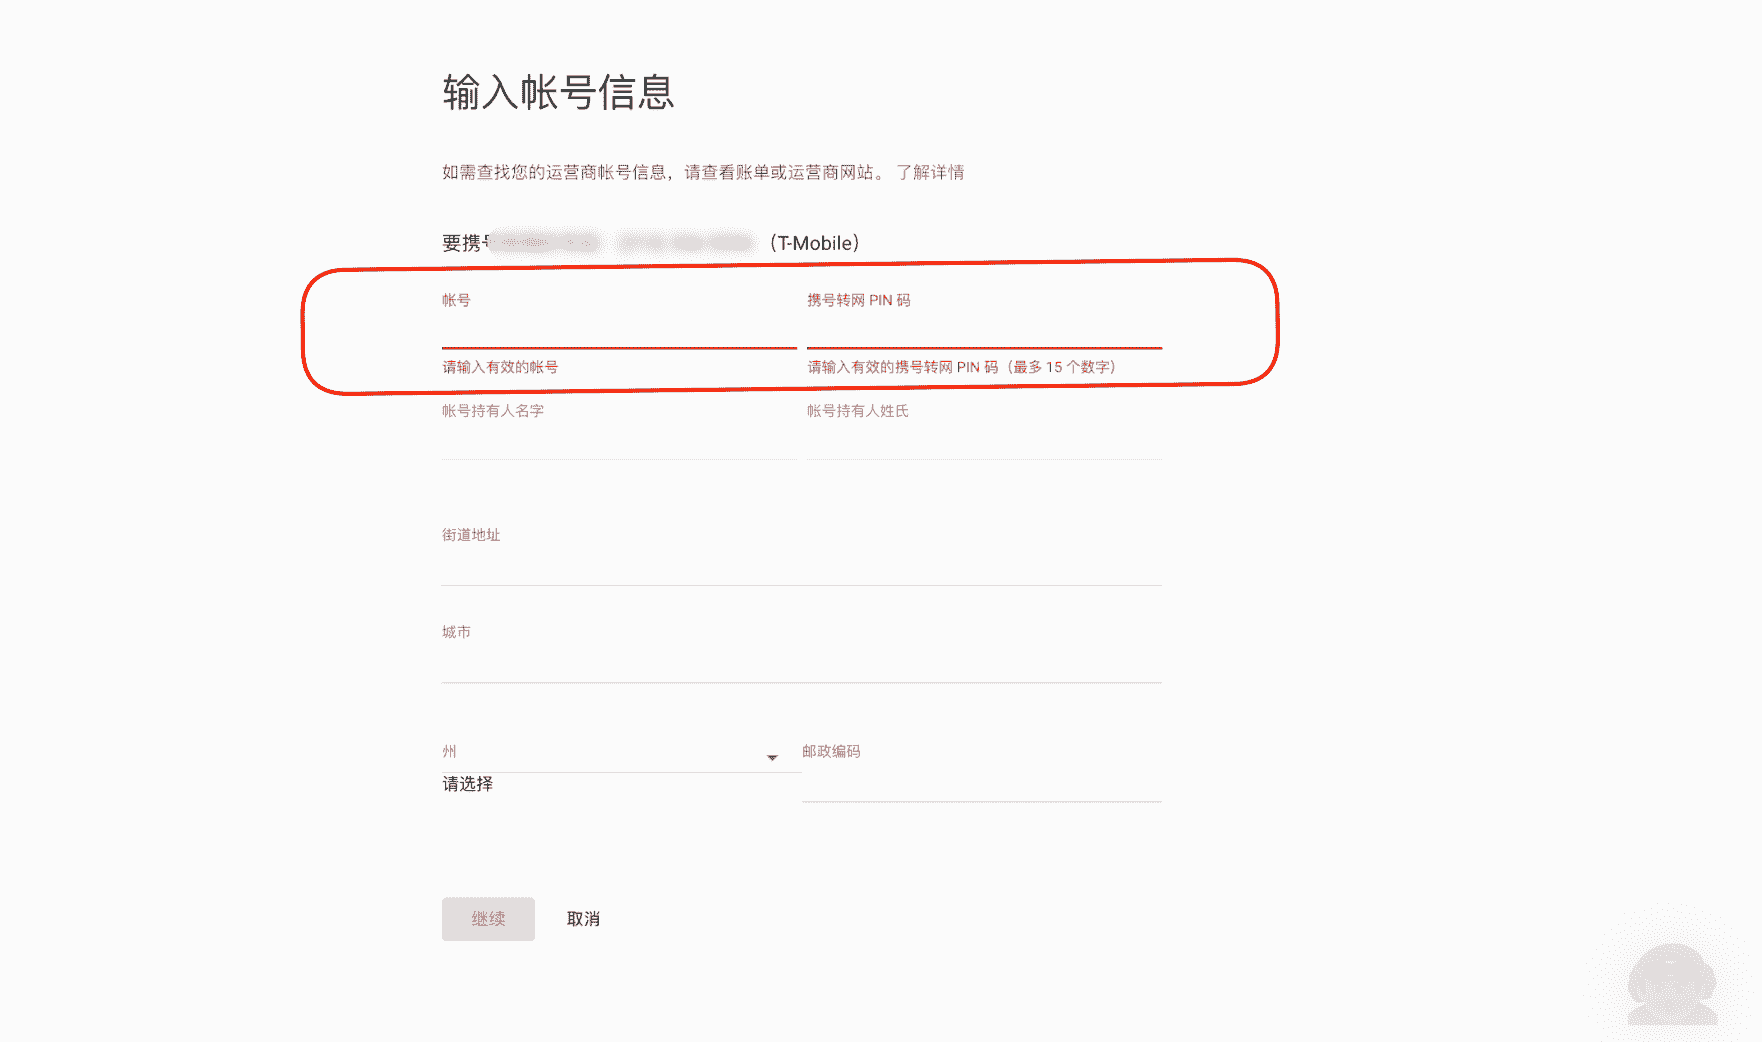 输入帐号信息
如需查找您的运营商帐号信息，请查看账单或运营商网站。 了解详情
要携 （T-Mobile）
帐号 携号转网 PIN 码
请输入有效的帐号 请输入有效的携号转网 PIN 码（最多 15 个数字）
帐号持有人名字 帐号持有人姓氏
街道地址
城市
州 邮政编码
请选择
继续 取消